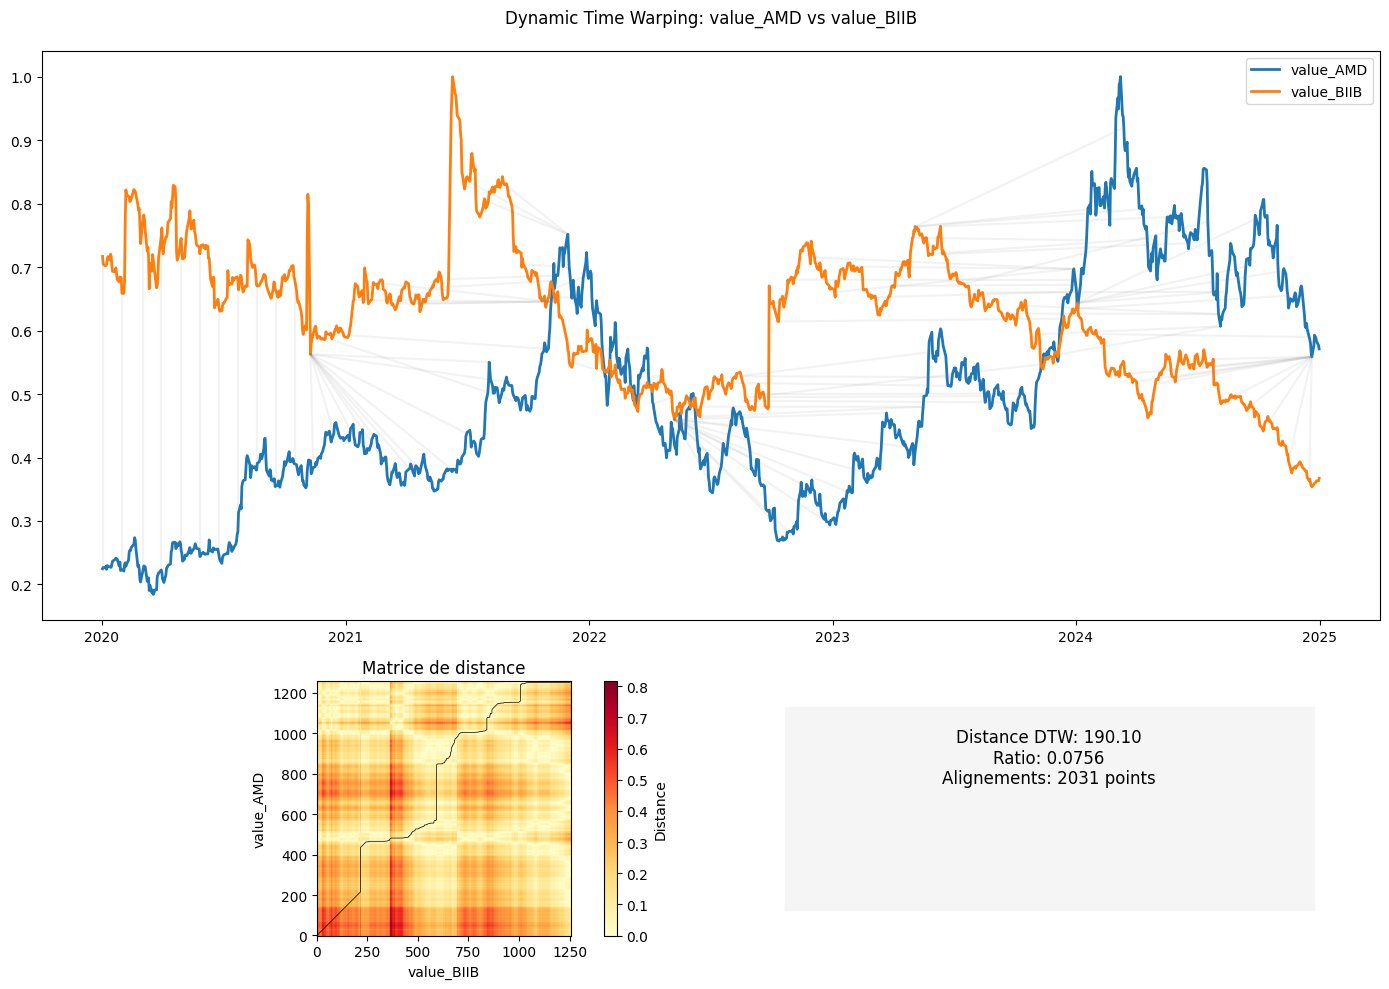 Dynamic Time Warping: value_AMD vs value_BIIB
value_AMD
value_BIIB
1.0
0.9
0.8
0.7
0.6
0.5
0.4
0.3
0.2
2020 2021 2022 2023 2024 2025
Matrice de distance
value_AMD
1200
1000
800
600
400
200
0
0 250 500 750 1000 1250
value_BIIB
0.8
0.7
0.6
0.5
0.4
0.3
0.2
0.1
0.0
Distance
Distance DTW: 190.10
Ratio: 0.0756
Alignements: 2031 points